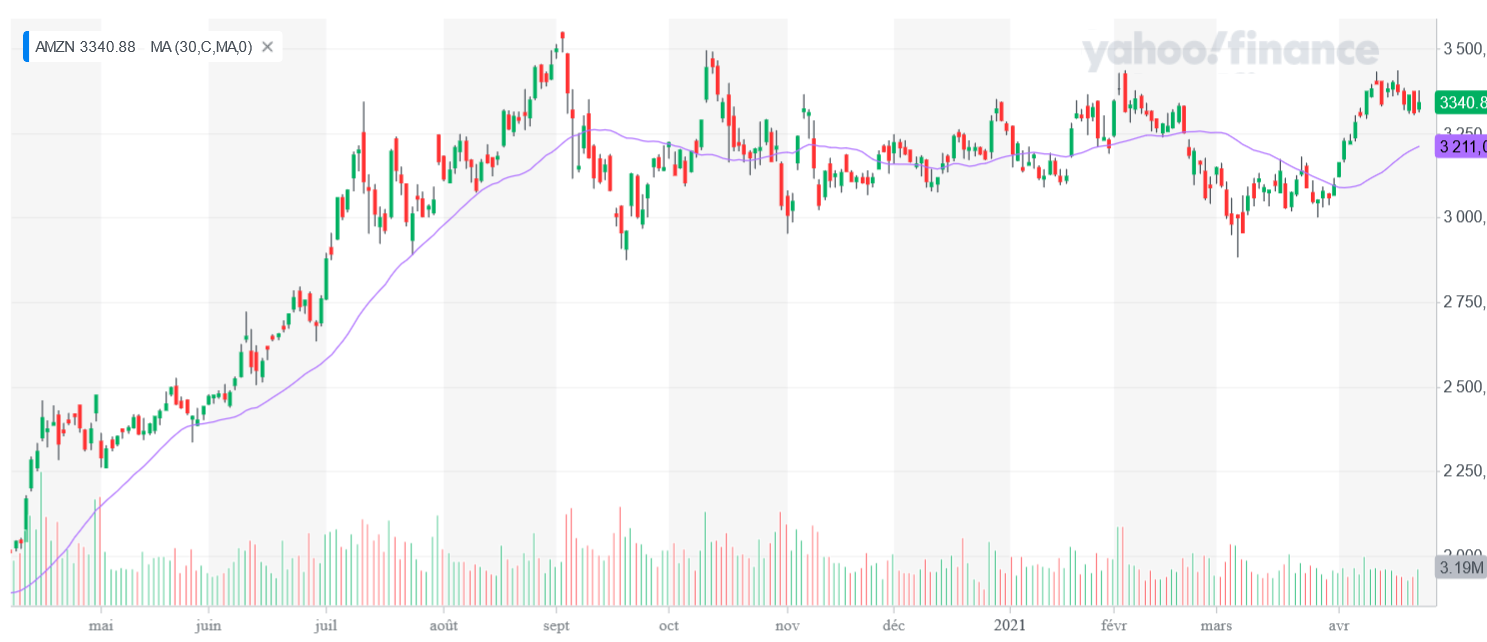 AMZN 3340.88 MA (30,C,MA,0) ✕
yahoo!finance
3 500,
3340.8
3 250,
3 211,0
3 000,
2 750,
2 500,
2 250,
2 000,
3.19M
mai juin juil août sept oct nov déc 2021 févr mars avr